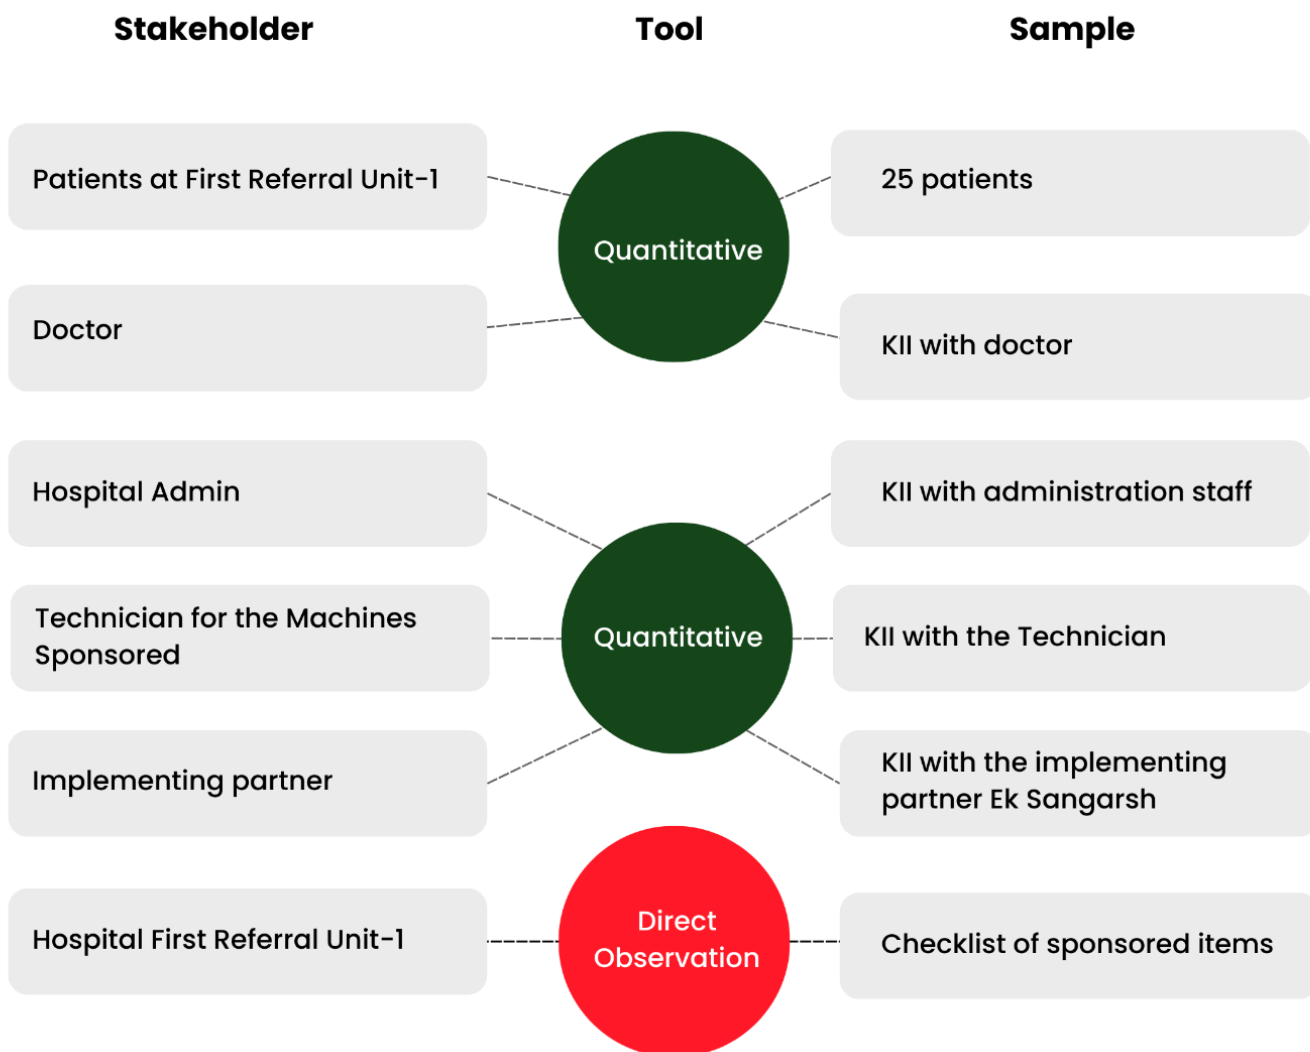 Stakeholder Tool Sample
Patients at First Referral Unit-1
Quantitative
25 patients
Doctor
KII with doctor
Hospital Admin
KII with administration staff
Technician for the Machines
Sponsored
Quantitative
KII with the Technician
Implementing partner
KII with the implementing
partner Ek Sangarsh
Hospital First Referral Unit-1
Direct
Observation
Checklist of sponsored items